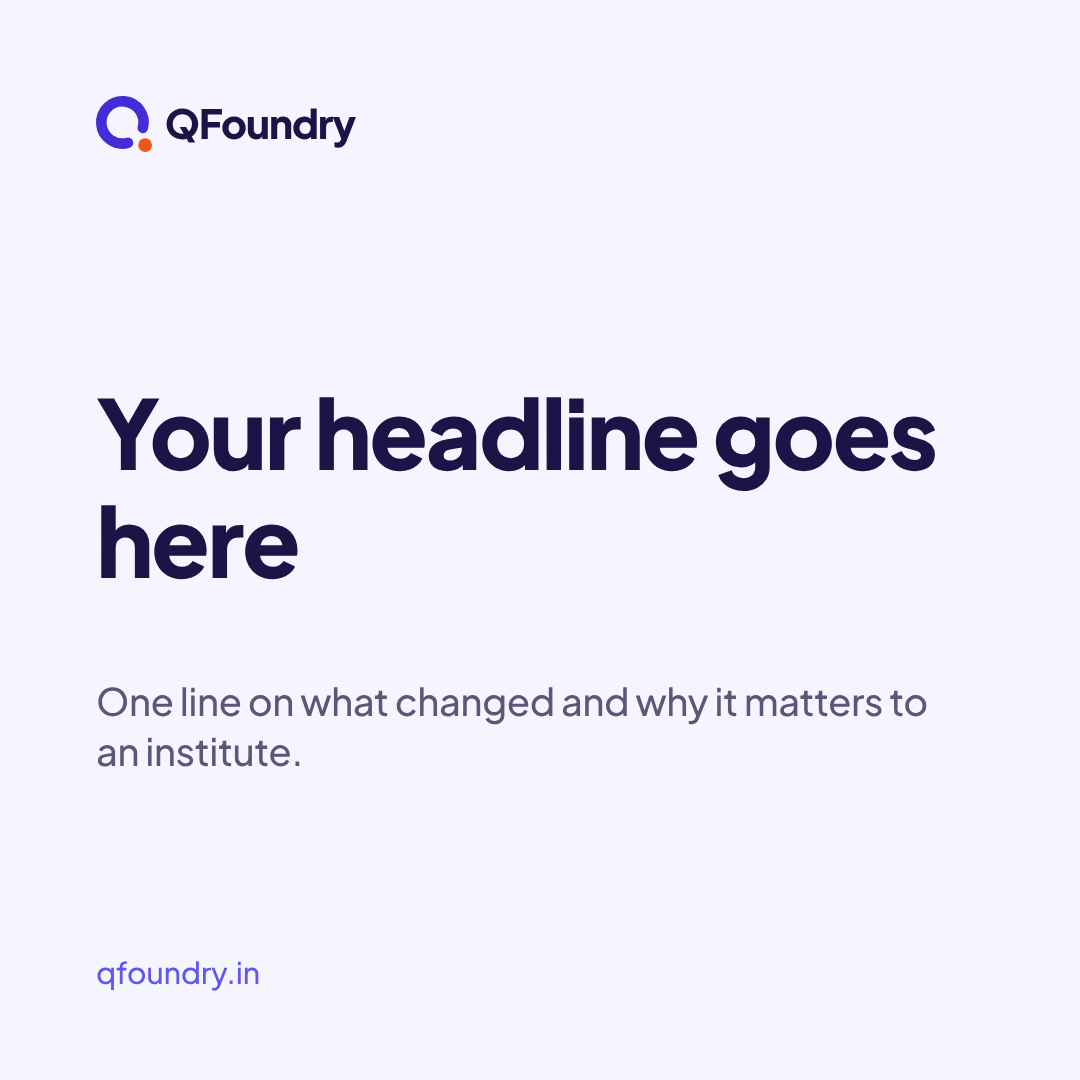 QFoundry
Your headline goes
here
One line on what changed and why it matters to
an institute.
qfoundry.in